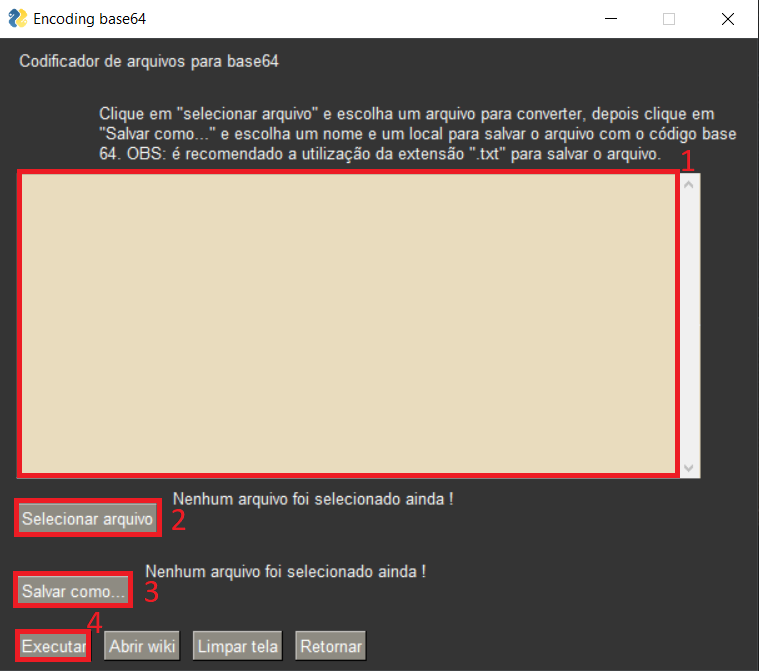 Encoding base64
Codificador de arquivos para base64
Clique em "selecionar arquivo" e escolha um arquivo para converter, depois clique em
"Salvar como..." e escolha um nome e um local para salvar o arquivo com o código base
64. OBS: é recomendado a utilização da extensão ".txt" para salvar o arquivo.
1
Nenhum arquivo foi selecionado ainda !
Selecionar arquivo 2
Nenhum arquivo foi selecionado ainda !
Salvar como... 3
4
Executar Abrir wiki Limpar tela Retornar